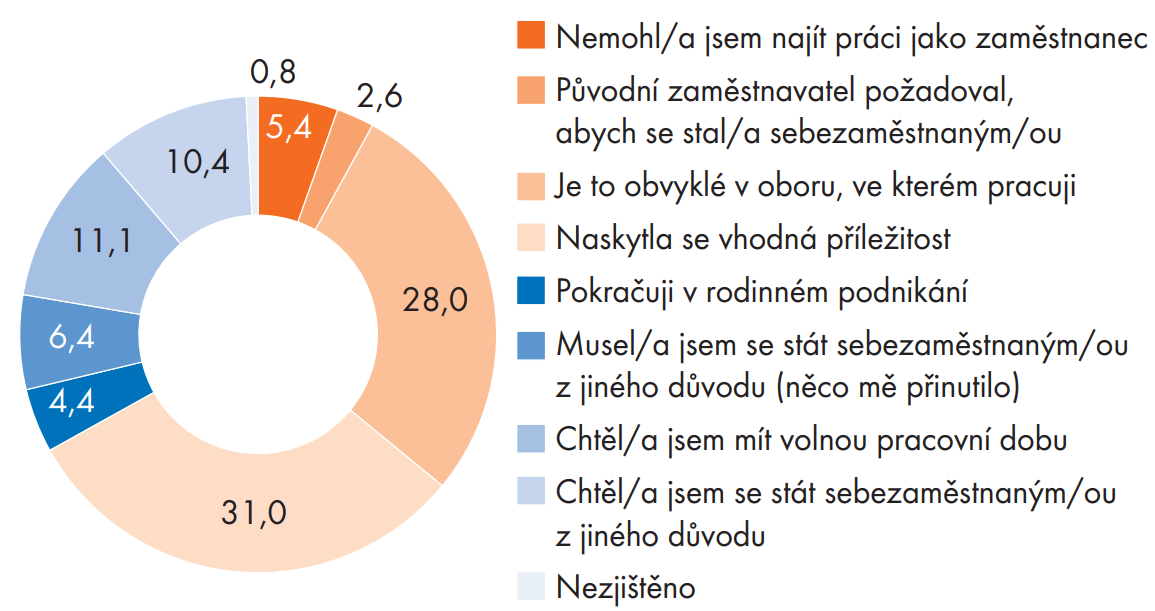 0,8
2,6
5,4
10,4
11,1
28,0
6,4
4,4
31,0
Nemohl/a jsem najít práci jako zaměstnanec
Původní zaměstnavatel požadoval,
abych se stal/a sebezaměstnaným/ou
Je to obvyklé v oboru, ve kterém pracuji
Naskytla se vhodná příležitost
Pokračuji v rodinném podnikání
Musel/a jsem se stát sebezaměstnaným/ou
z jiného důvodu (něco mě přinutilo)
Chtěl/a jsem mít volnou pracovní dobu
Chtěl/a jsem se stát sebezaměstnaným/ou
z jiného důvodu
Nezjištěno